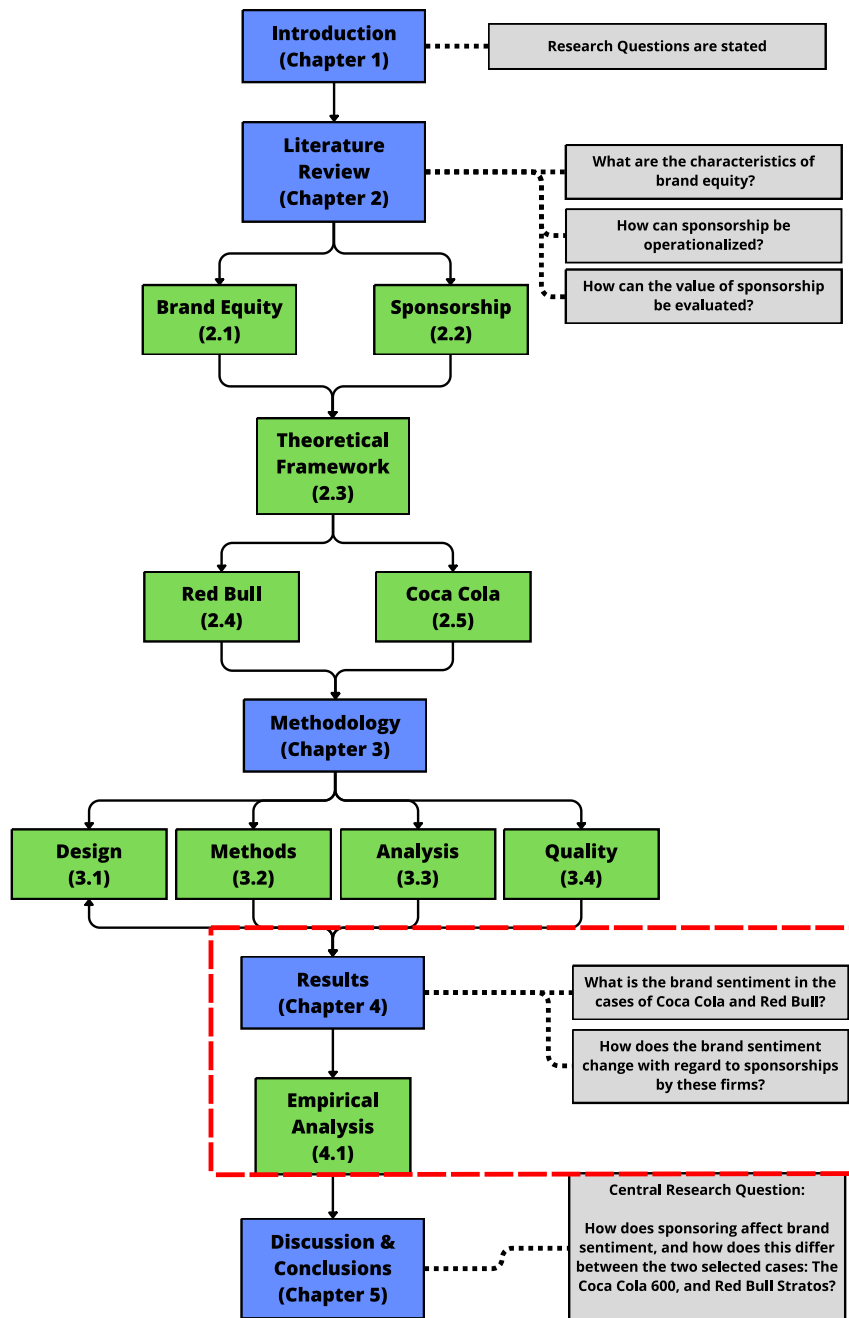 Introduction
(Chapter 1)
Research Questions are stated
Literature
Review
(Chapter 2)
What are the characteristics of
brand equity?
How can sponsorship be
operationalized?
How can the value of sponsorship
be evaluated?
Brand Equity
(2.1)
Sponsorship
(2.2)
Theoretical
Framework
(2.3)
Red Bull
(2.4)
Coca Cola
(2.5)
Methodology
(Chapter 3)
Design
(3.1)
Methods
(3.2)
Analysis
(3.3)
Quality
(3.4)
Results
(Chapter 4)
What is the brand sentiment in the
cases of Coca Cola and Red Bull?
How does the brand sentiment
change with regard to sponsorships
by these firms?
Empirical
Analysis
(4.1)
Discussion &
Conclusions
(Chapter 5)
Central Research Question:
How does sponsoring affect brand
sentiment, and how does this differ
between the two selected cases: The
Coca Cola 600, and Red Bull Stratos?